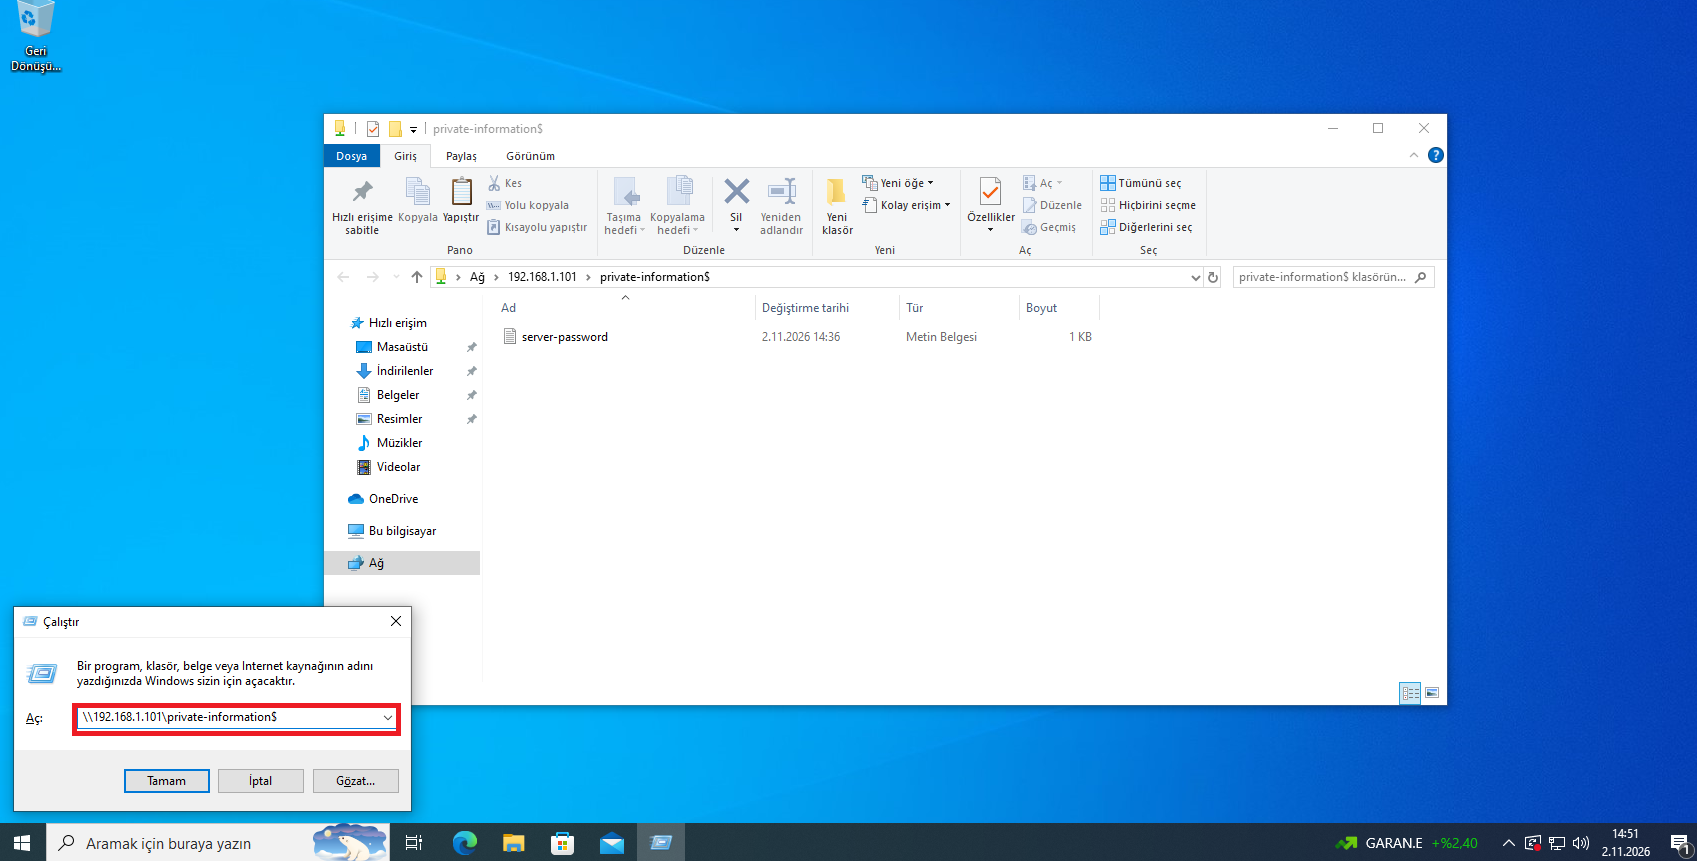 Geri
Dönüşü...
private-information$
Dosya
Giriş
Paylaş
Görünüm
Hızlı erişime
sabitle
Kopyala
Yapıştır
Kes
Yolu kopyala
Kısayolu yapıştır
Pano
Taşıma
hedefi
Kopyalama
hedefi
Sil
Yeniden
adlandır
Düzenle
Yeni
klasör
Yeni öğe
Kolay erişim
Yeni
Özellikler
Aç
Düzenle
Geçmiş
Aç
Tümünü seç
Hiçbirini seçme
Diğerlerini seç
Seç
Ağ > 192.168.1.101 > private-information$
private-information$ klasörün...
Ad Değiştirme tarihi Tür Boyut
server-password 2.11.2026 14:36 Metin Belgesi 1 KB
Hızlı erişim
Masaüstü
İndirilenler
Belgeler
Resimler
Müzikler
Videolar
OneDrive
Bu bilgisayar
Ağ
Çalıştır
Bir program, klasör, belge veya Internet kaynağının adını
yazdığınızda Windows sizin için açacaktır.
Aç: \\192.168.1.101\private-information$
Tamam İptal Gözat...
Aramak için buraya yazın
GARAN.E +%2,40
14:51
2.11.2026
1